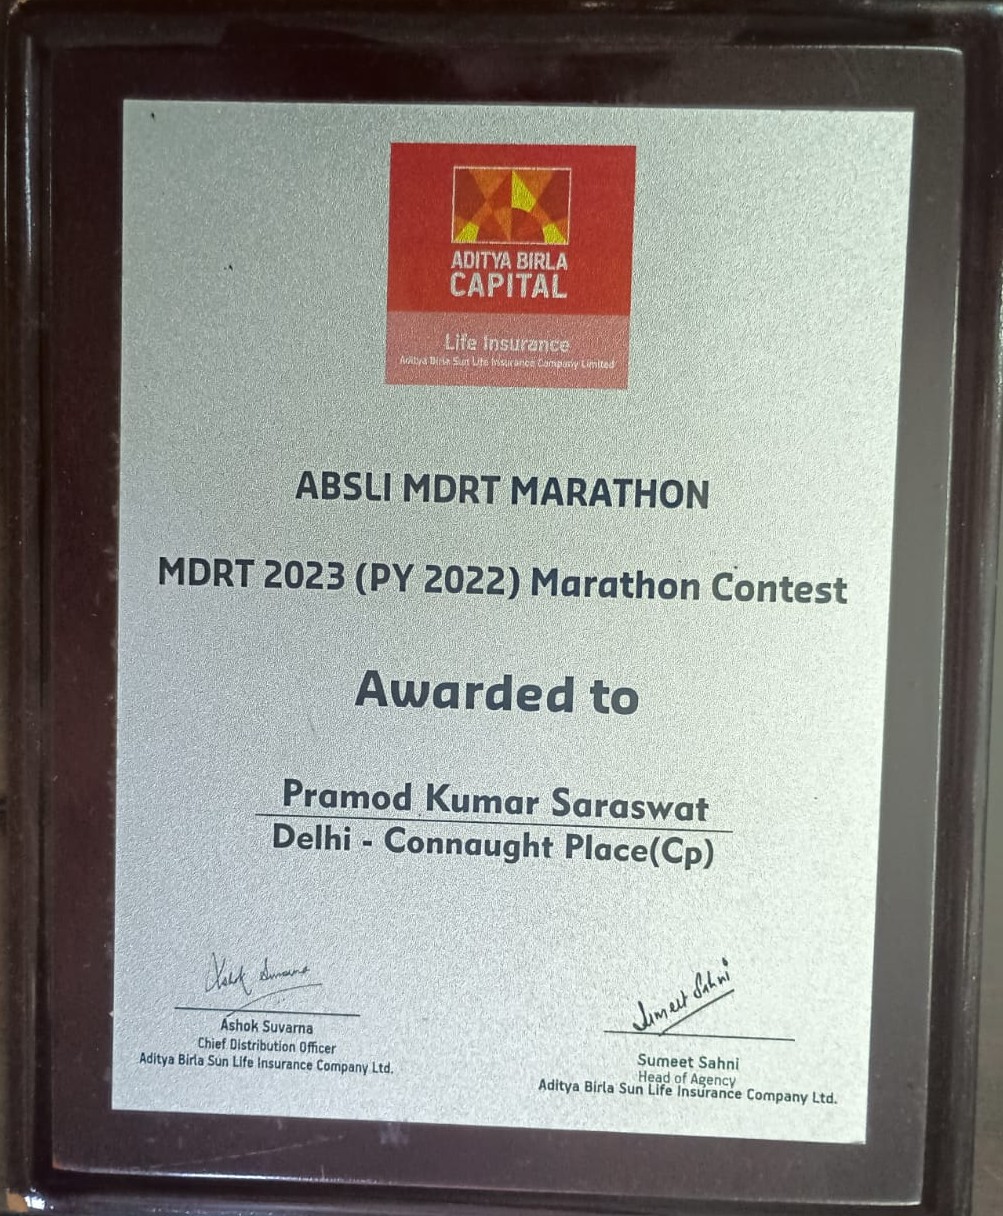 ADITYA BIRLA
CAPITAL
Life Insurance
Aditya Birla Sun Life Insurance Company Limited
ABSLI MDRT MARATHON
MDRT 2023 (PY 2022) Marathon Contest
Awarded to
Pramod Kumar Saraswat
Delhi - Connaught Place(Cp)
Sumeet Sahni
Ashok Suvarna
Chief Distribution Officer
Aditya Birla Sun Life Insurance Company Ltd.
Sumeet Sahni
Head of Agency
Aditya Birla Sun Life Insurance Company Ltd.